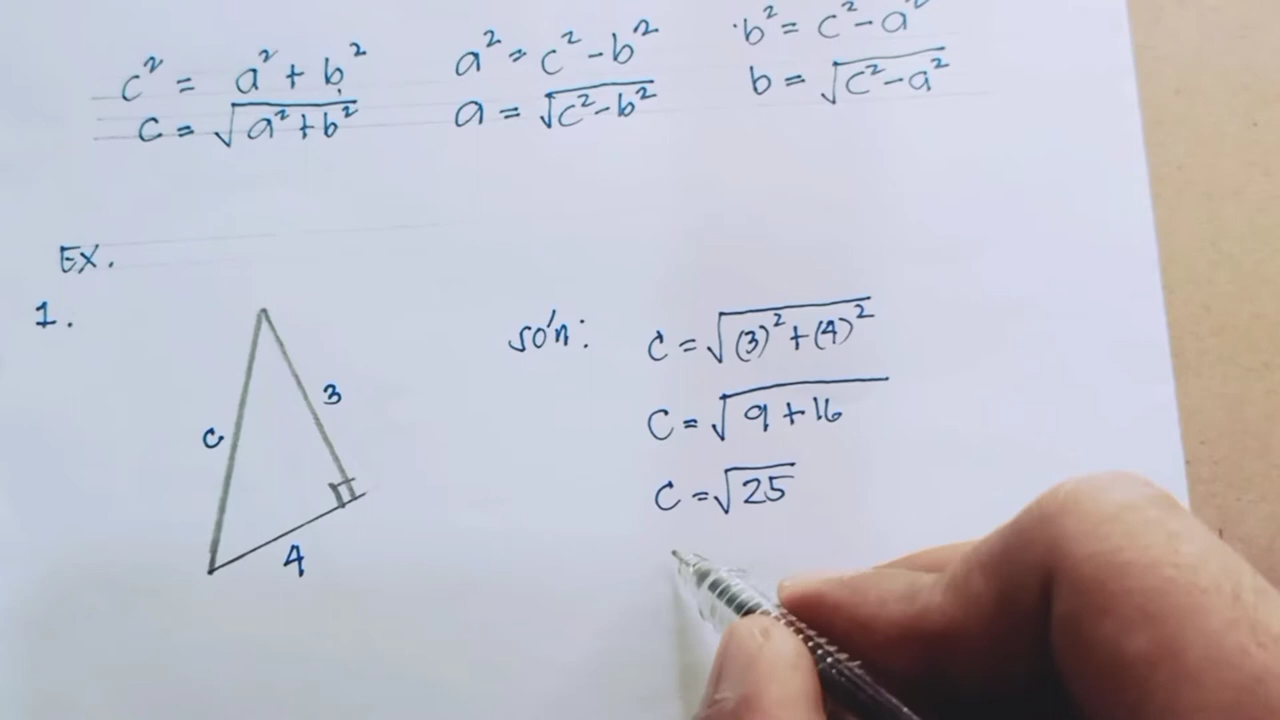 c² = a² + b²
c = √a²+b²
a² = c² - b²
a = √c²-b²
b² = c² - a²
b = √c²-a²
EX.
1.
c
3
4
so'n:
c = √(3)²+(4)²
c = √9+16
c = √25